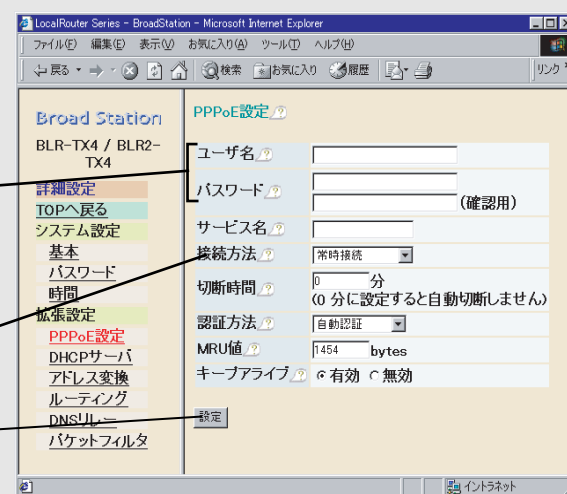 LocalRouter Series - BroadStation - Microsoft Internet Explorer
ファイル(F) 編集(E) 表示(V) お気に入り(A) ツール(T) ヘルプ(H)
戻る 検索 お気に入り 履歴 リンク
Broad Station
BLR-TX4 / BLR2-
TX4
詳細設定
TOPへ戻る
システム設定
基本
パスワード
時間
拡張設定
PPPoE設定
DHCPサーバ
アドレス変換
ルーティング
DNSリレー
パケットフィルタ
PPPoE設定
ユーザ名
パスワード
(確認用)
サービス名
接続方法 常時接続
切断時間 0 分
(0 分に設定すると自動切断しません)
認証方法 自動認証
MRU値 1454 bytes
キープアライブ 有効 無効
設定
イントラネット